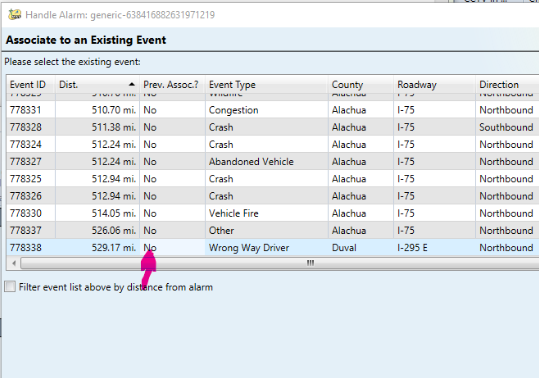 Handle Alarm: generic-638416882631971219
Associate to an Existing Event
Please select the existing event:
Event ID Dist. Prev. Assoc.? Event Type County Roadway Direction
778331 510.70 mi. No Congestion Alachua I-75 Northbound
778328 511.38 mi. No Crash Alachua I-75 Southbound
778324 512.24 mi. No Crash Alachua I-75 Northbound
778327 512.24 mi. No Abandoned Vehicle Alachua I-75 Northbound
778325 512.94 mi. No Crash Alachua I-75 Northbound
778326 512.94 mi. No Crash Alachua I-75 Northbound
778330 514.05 mi. No Vehicle Fire Alachua I-75 Northbound
778337 526.06 mi. No Other Alachua I-75 Northbound
778338 529.17 mi. No Wrong Way Driver Duval I-295 E Northbound
Filter event list above by distance from alarm